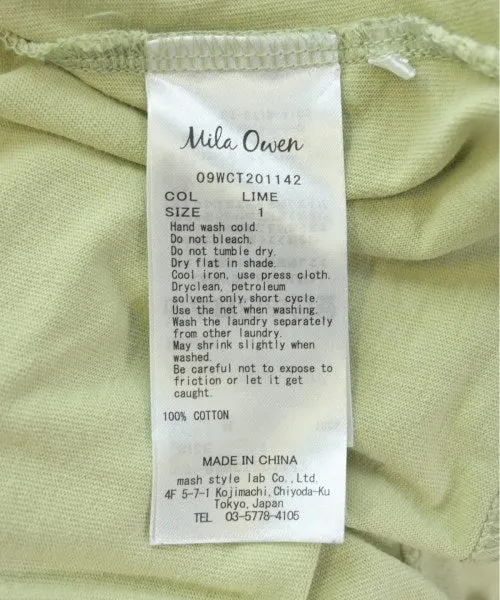 Mila Owen
09WCT201142
COL LIME
SIZE 1
Hand wash cold.
Do not bleach.
Do not tumble dry.
Dry flat in shade.
Cool iron, use press cloth.
Dryclean, petroleum
solvent only, short cycle.
Use the net when washing.
Wash the laundry separately
from other laundry.
May shrink slightly when
washed.
Be careful not to expose to
friction or let it get
caught.
100% COTTON
MADE IN CHINA
mash style lab Co., Ltd.
4F 5-7-1 Kojimachi, Chiyoda-Ku
Tokyo, Japan
TEL 03-5778-4105